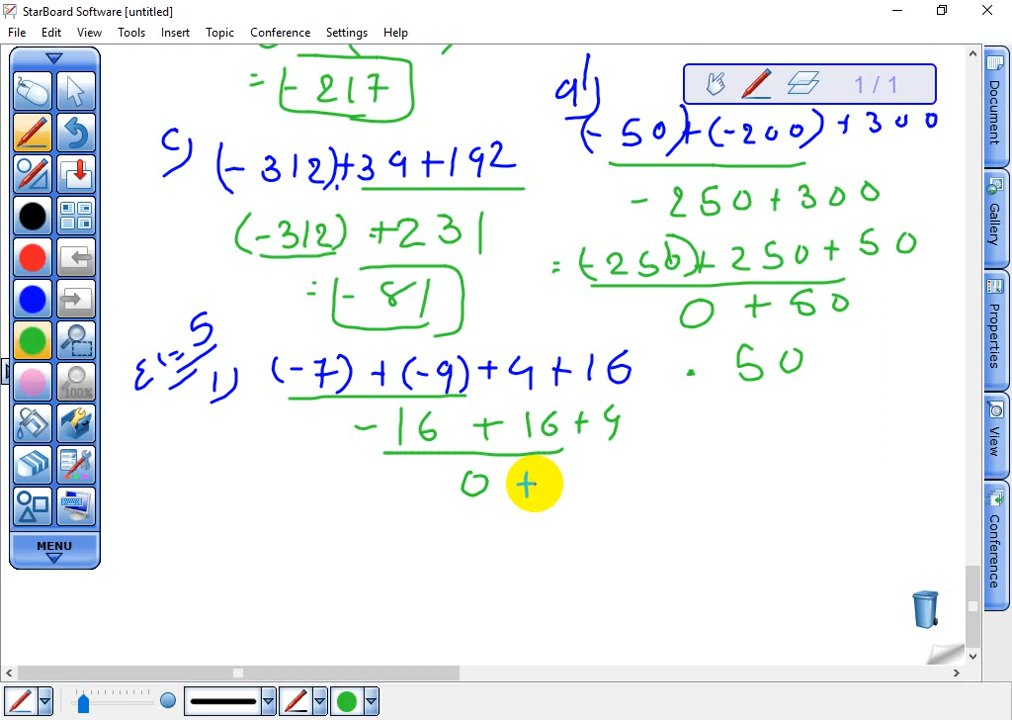 StarBoard Software [untitled]
File Edit View Tools Insert Topic Conference Settings Help
1 / 1
= - 217
c) (- 312) + 39 + 192
(-312) + 231
= - 81
d) (- 50) + (-200) + 300
- 250 + 300
= (-250) + 250 + 50
0 + 50
. 50
5
1) (-7) + (-9) + 4 + 16
- 16 + 16 + 4
0 +
MENU
100%
Document
Gallery
Properties
View
Conference